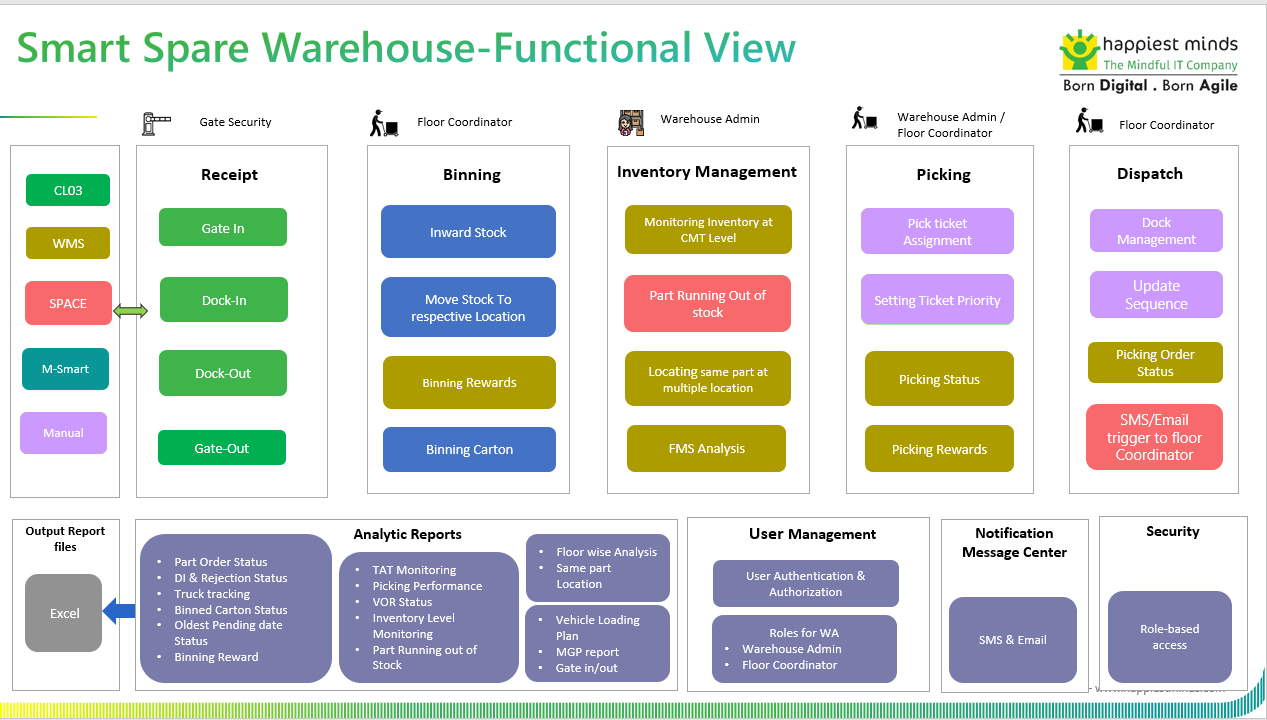 Smart Spare Warehouse-Functional View
happiest minds
The Mindful IT Company
Born Digital . Born Agile
Gate Security
Floor Coordinator
Warehouse Admin
Warehouse Admin /
Floor Coordinator
Floor Coordinator
CL03
WMS
SPACE
M-Smart
Manual
Receipt
Gate In
Dock-In
Dock-Out
Gate-Out
Binning
Inward Stock
Move Stock To
respective Location
Binning Rewards
Binning Carton
Inventory Management
Monitoring Inventory at
CMT Level
Part Running Out of
stock
Locating same part at
multiple location
FMS Analysis
Picking
Pick ticket
Assignment
Setting Ticket Priority
Picking Status
Picking Rewards
Dispatch
Dock
Management
Update
Sequence
Picking Order
Status
SMS/Email
trigger to floor
Coordinator
Output Report
files
Excel
Analytic Reports
• Part Order Status
• DI & Rejection Status
• Truck tracking
• Binned Carton Status
• Oldest Pending date
Status
• Binning Reward
• TAT Monitoring
• Picking Performance
• VOR Status
• Inventory Level
Monitoring
• Part Running out of
Stock
• Floor wise Analysis
• Same part
Location
• Vehicle Loading
Plan
• MGP report
• Gate in/out
User Management
User Authentication &
Authorization
Roles for WA
• Warehouse Admin
• Floor Coordinator
Notification
Message Center
SMS & Email
Security
Role-based
access